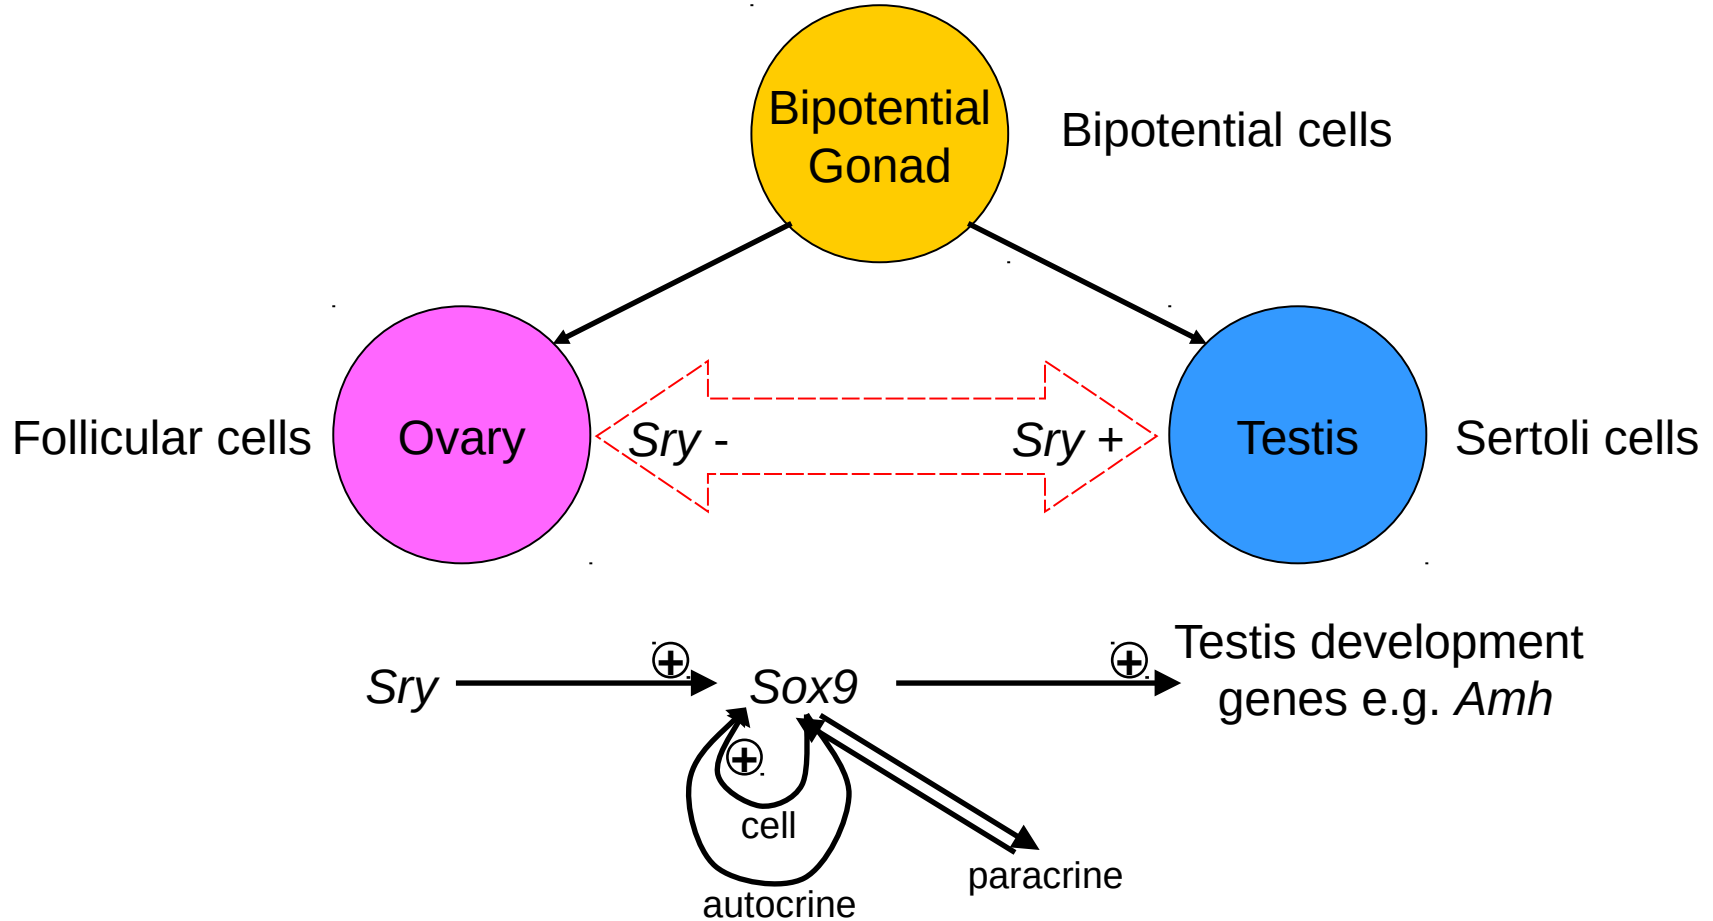 Bipotential
Gonad
Bipotential cells
Follicular cells
Ovary
Sry -
Sry +
Testis
Sertoli cells
Sry
+
Sox9
+
Testis development
genes e.g. Amh
+
cell
autocrine
paracrine